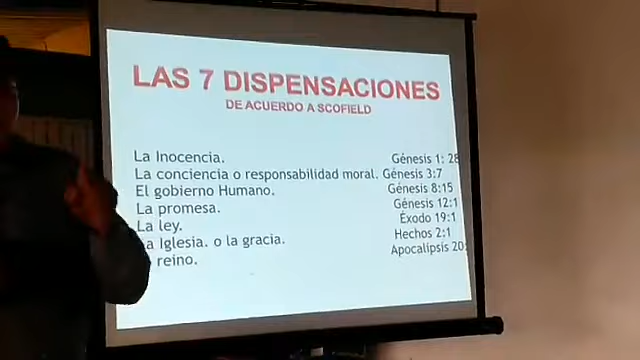 LAS 7 DISPENSACIONES
DE ACUERDO A SCOFIELD
La Inocencia. Génesis 1: 28
La conciencia o responsabilidad moral. Génesis 3:7
El gobierno Humano. Génesis 8:15
La promesa. Génesis 12:1
La ley. Éxodo 19:1
La Iglesia. o la gracia. Hechos 2:1
reino. Apocalipsis 20: